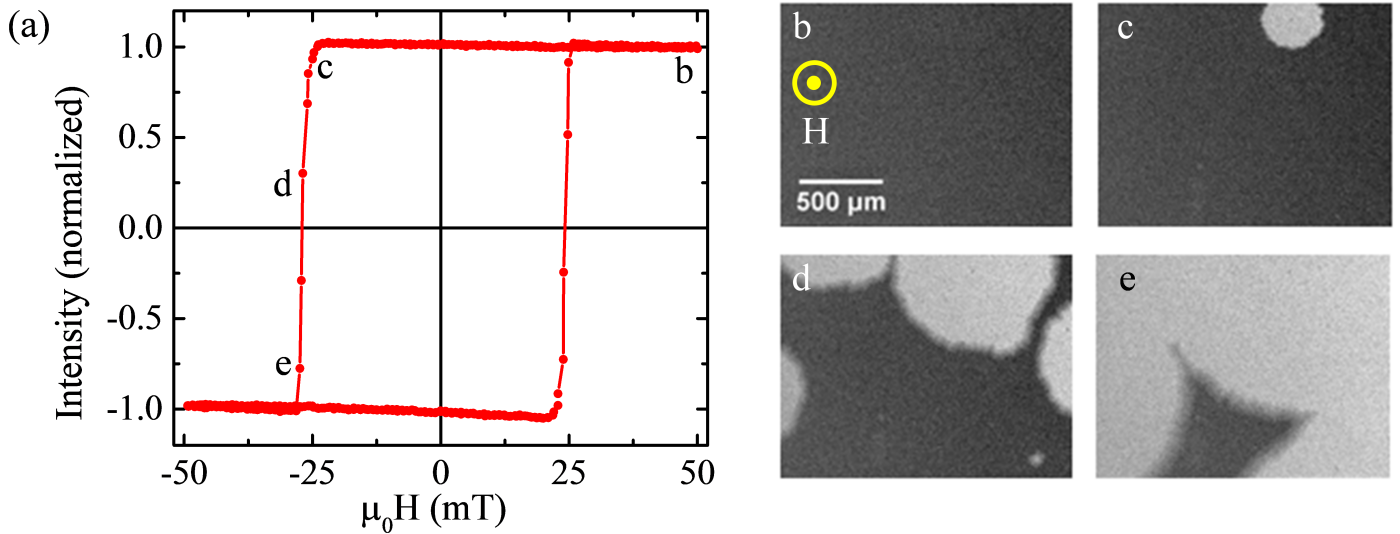 (a)
Intensity (normalized)
1.0
0.5
0.0
-0.5
-1.0
c
b
d
e
-50 -25 0 25 50
μ₀H (mT)
b
H
500 μm
c
d
e